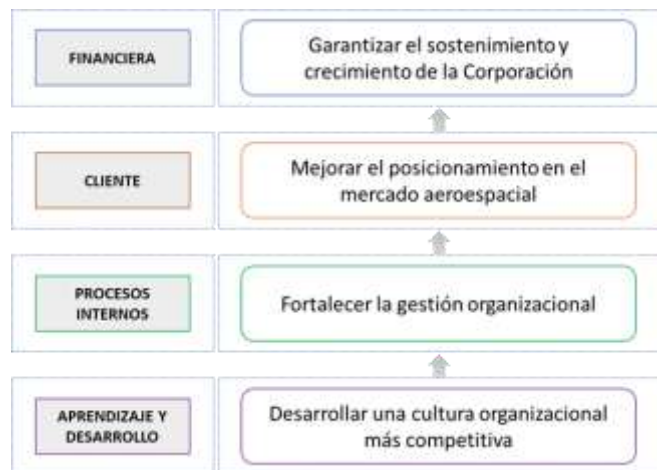 FINANCIERA
Garantizar el sostenimiento y
crecimiento de la Corporación
CLIENTE
Mejorar el posicionamiento en el
mercado aeroespacial
PROCESOS
INTERNOS
Fortalecer la gestión organizacional
APRENDIZAJE Y
DESARROLLO
Desarrollar una cultura organizacional
más competitiva